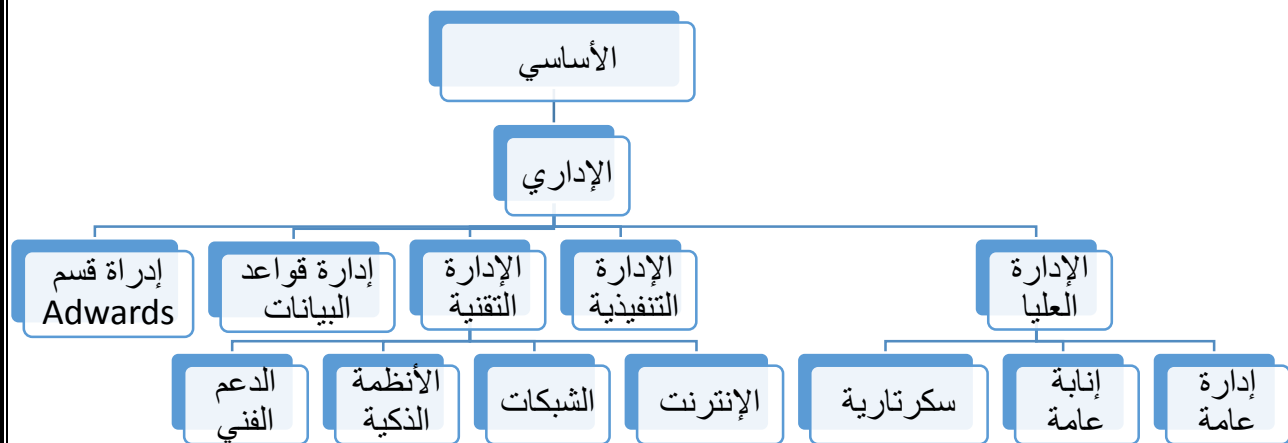 الأساسي
الإداري
الإدارة
العليا
الإدارة
التنفيذية
الإدارة
التقنية
إدارة قواعد
البيانات
إدراة قسم
Adwards
إدارة
عامة
إنابة
عامة
سكرتارية
الإنترنت
الشبكات
الأنظمة
الذكية
الدعم
الفني